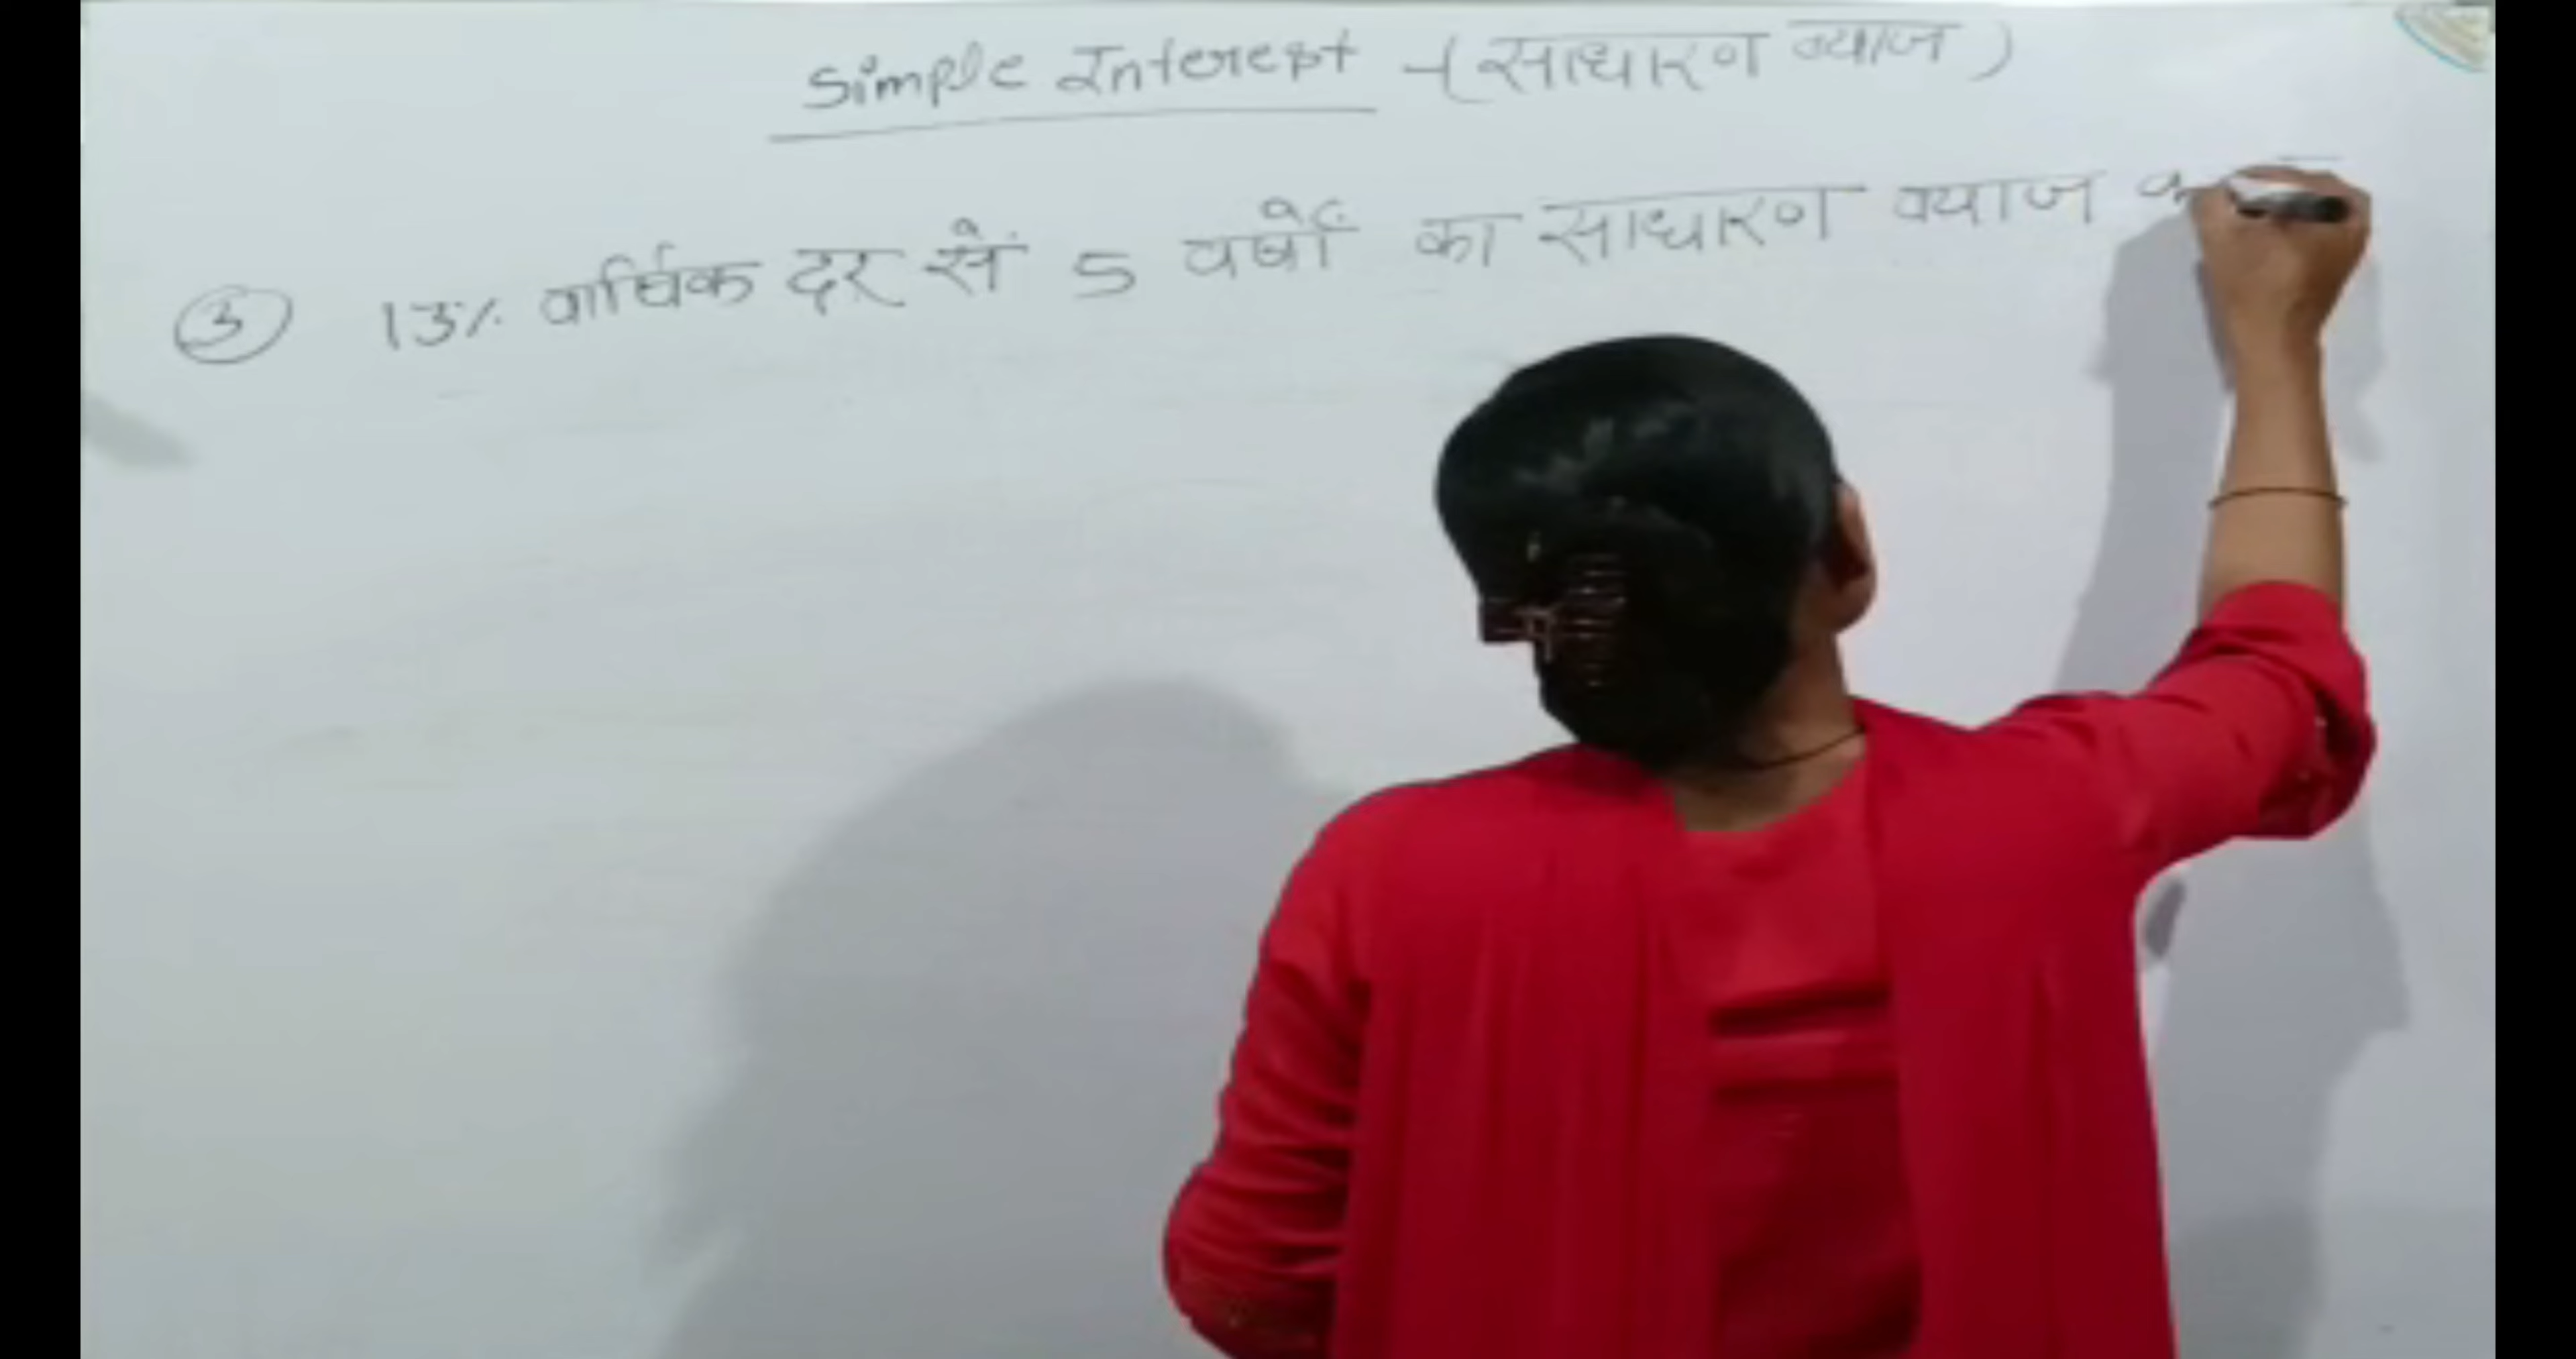 Simple Interest - (साधारण ब्याज)
③ 13% वार्षिक दर सें 5 वर्षों का साधारण ब्याज